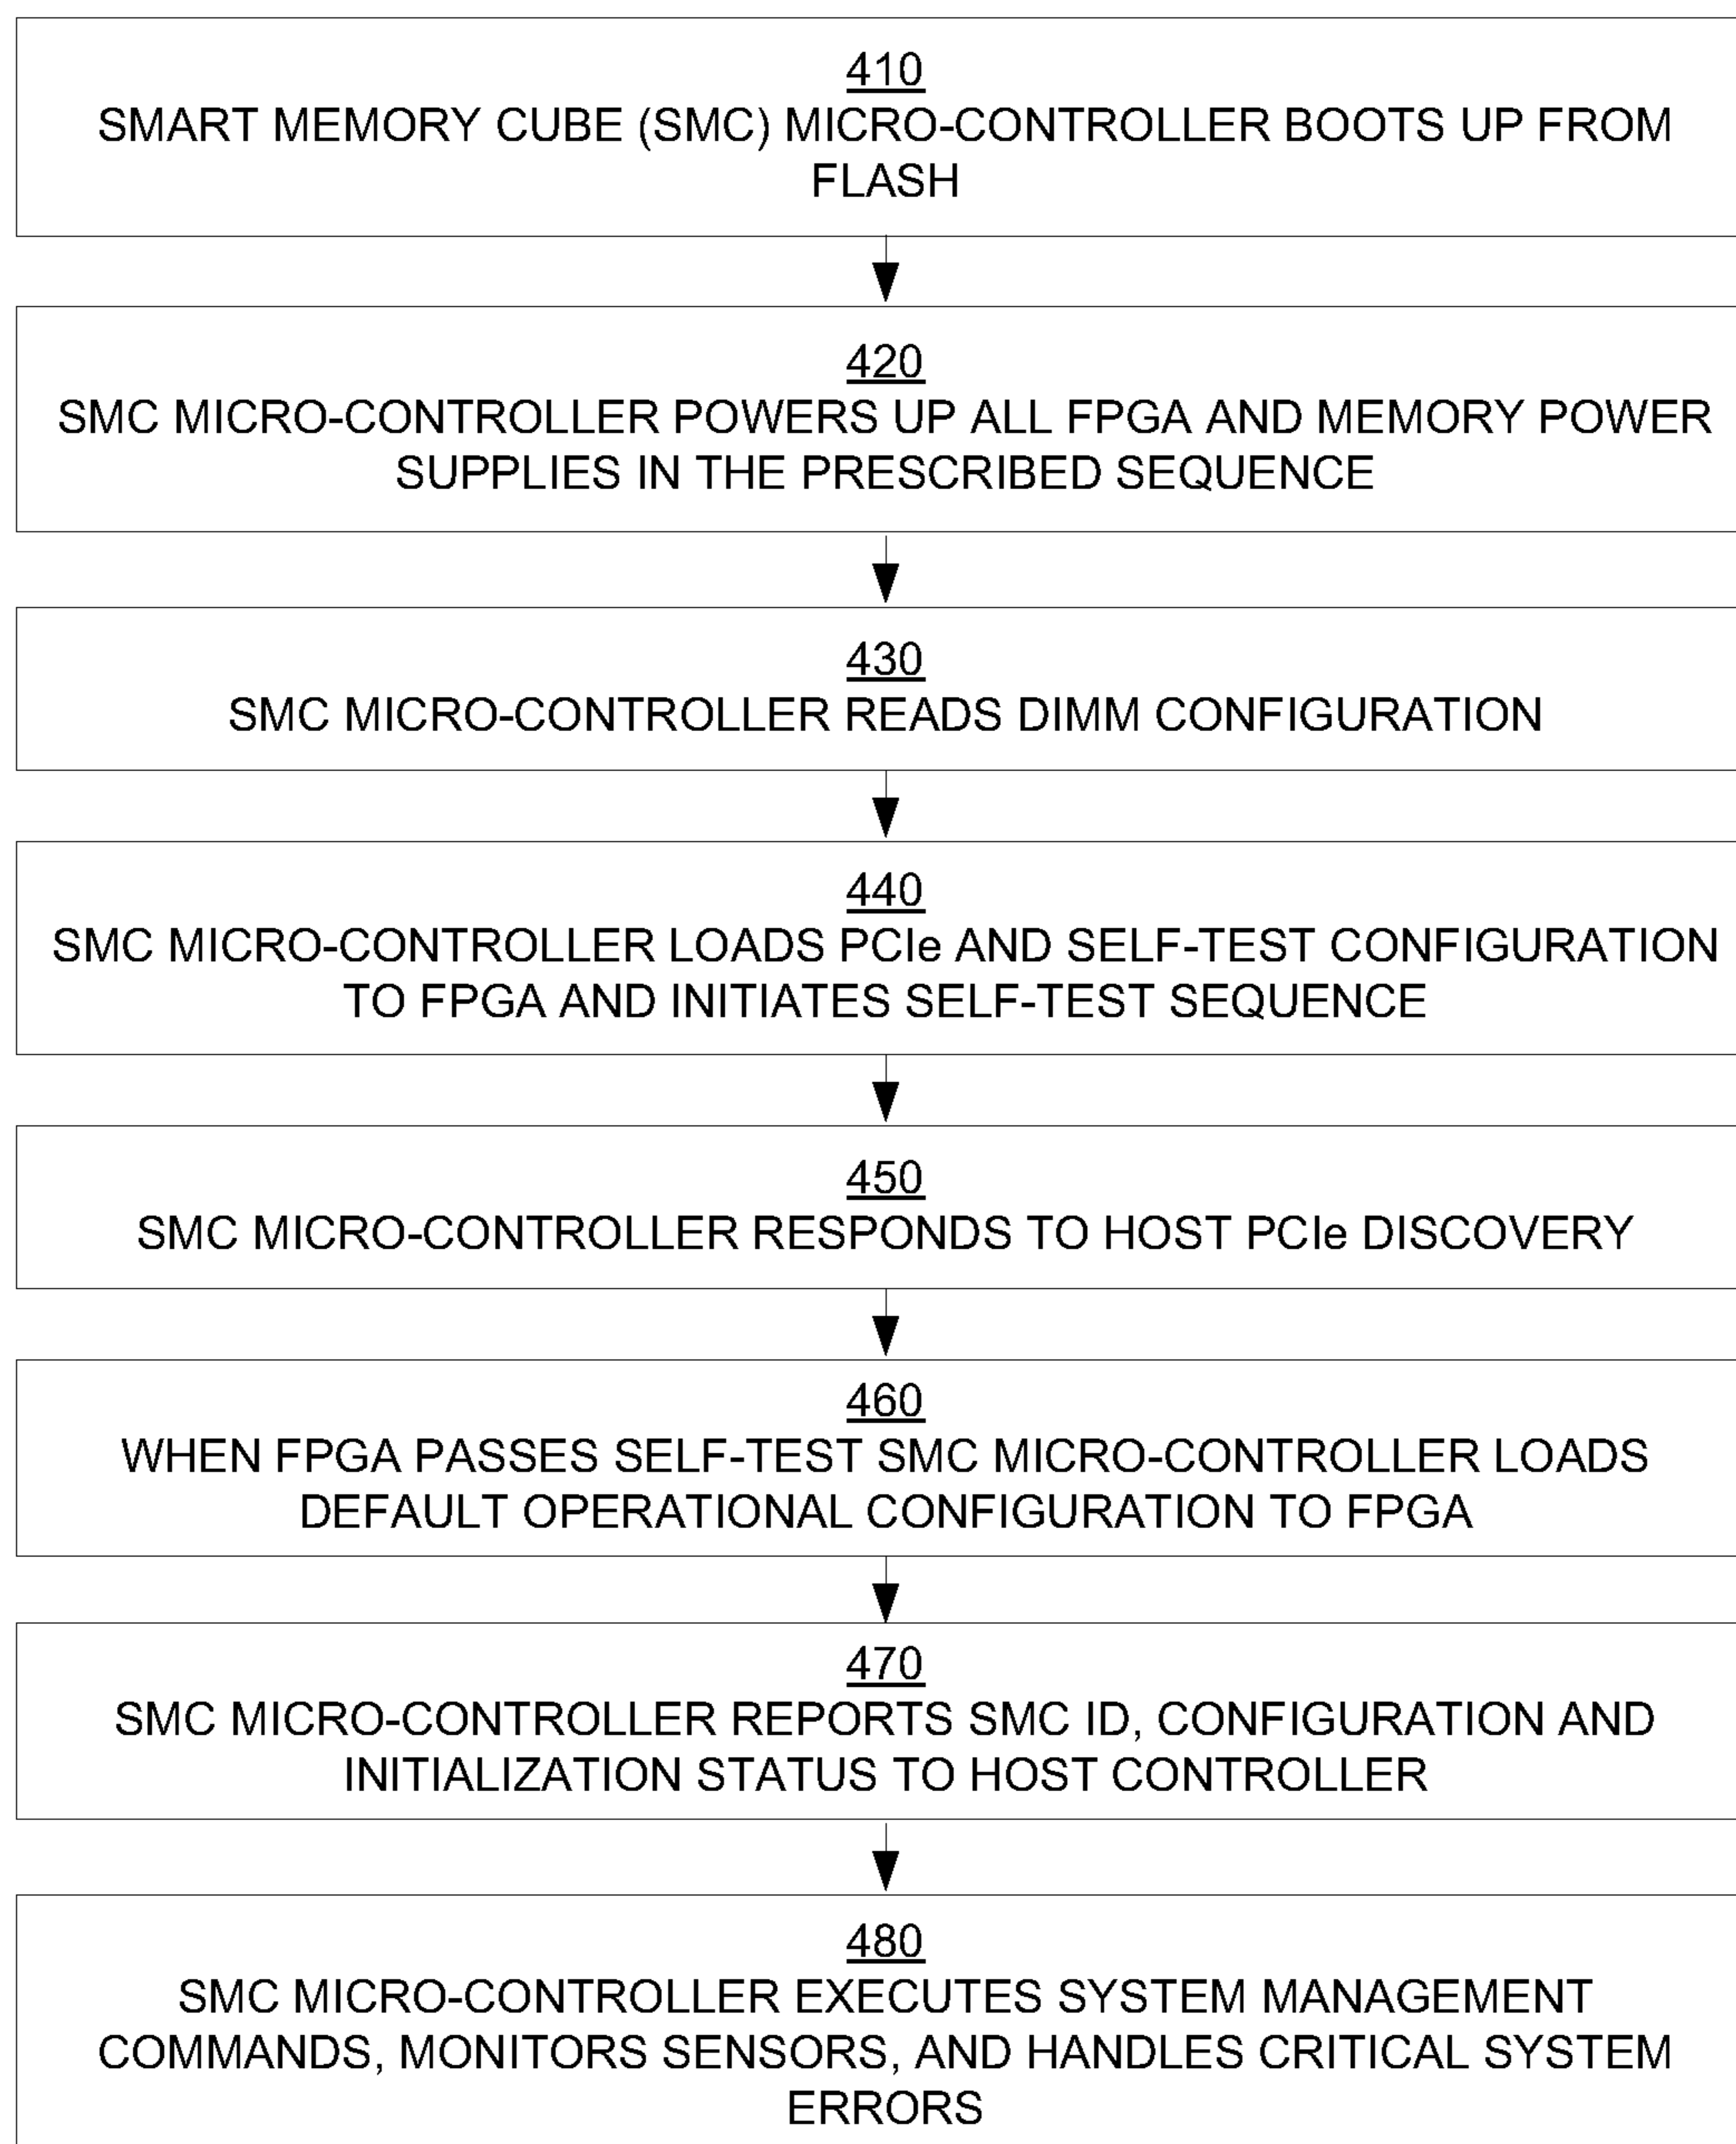 410
SMART MEMORY CUBE (SMC) MICRO-CONTROLLER BOOTS UP FROM
FLASH
420
SMC MICRO-CONTROLLER POWERS UP ALL FPGA AND MEMORY POWER
SUPPLIES IN THE PRESCRIBED SEQUENCE
430
SMC MICRO-CONTROLLER READS DIMM CONFIGURATION
440
SMC MICRO-CONTROLLER LOADS PCIe AND SELF-TEST CONFIGURATION
TO FPGA AND INITIATES SELF-TEST SEQUENCE
450
SMC MICRO-CONTROLLER RESPONDS TO HOST PCIe DISCOVERY
460
WHEN FPGA PASSES SELF-TEST SMC MICRO-CONTROLLER LOADS
DEFAULT OPERATIONAL CONFIGURATION TO FPGA
470
SMC MICRO-CONTROLLER REPORTS SMC ID, CONFIGURATION AND
INITIALIZATION STATUS TO HOST CONTROLLER
480
SMC MICRO-CONTROLLER EXECUTES SYSTEM MANAGEMENT
COMMANDS, MONITORS SENSORS, AND HANDLES CRITICAL SYSTEM
ERRORS